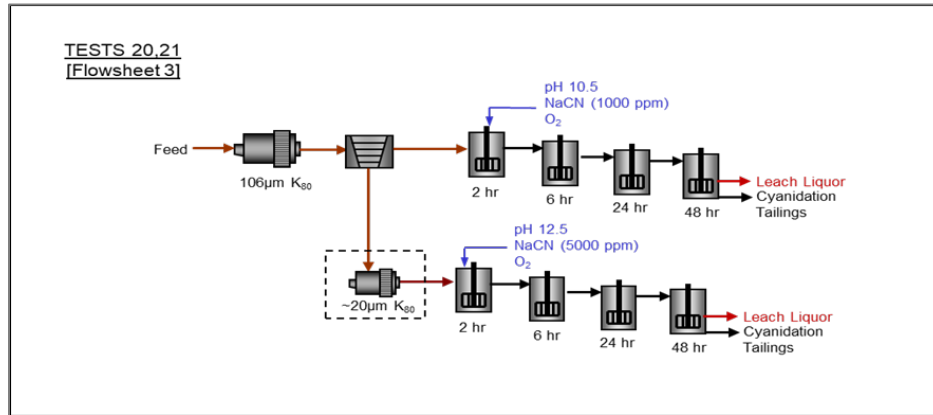 TESTS 20,21
[Flowsheet 3]
pH 10.5
NaCN (1000 ppm)
O₂
Feed
106µm K₈₀
2 hr
6 hr
24 hr
48 hr
Leach Liquor
Cyanidation
Tailings
pH 12.5
NaCN (5000 ppm)
O₂
~20µm K₈₀
2 hr
6 hr
24 hr
48 hr
Leach Liquor
Cyanidation
Tailings